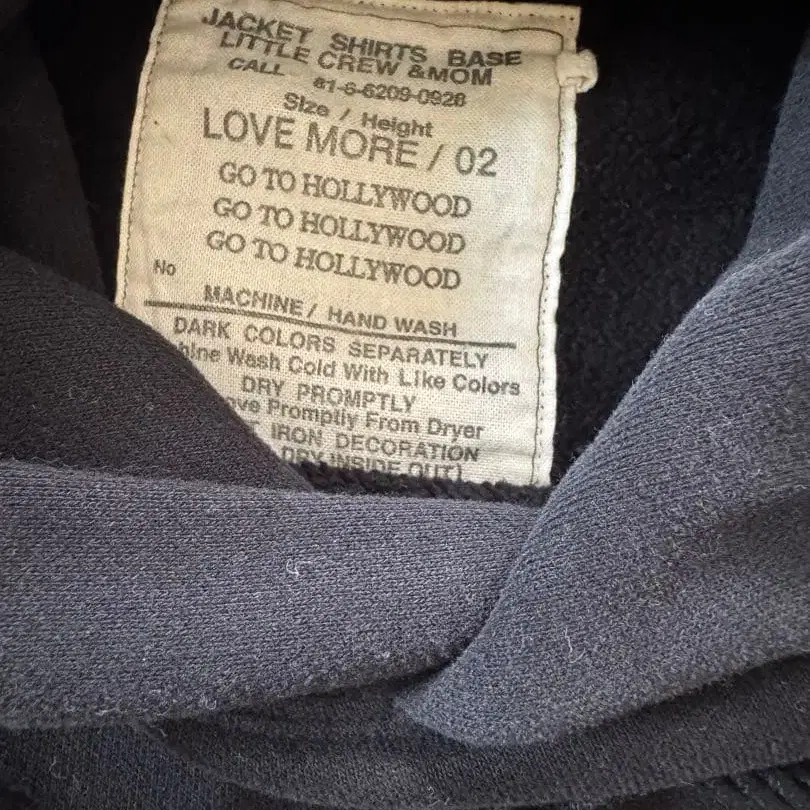 JACKET SHIRTS BASE
LITTLE CREW &MOM
CALL 81-6-6209-0928
Size / Height
LOVE MORE / 02
GO TO HOLLYWOOD
GO TO HOLLYWOOD
GO TO HOLLYWOOD
No
MACHINE / HAND WASH
DARK COLORS SEPARATELY
hine Wash Cold With Like Colors
DRY PROMPTLY
ve Promptly From Dryer
IRON DECORATION
DRY INSIDE OUT!